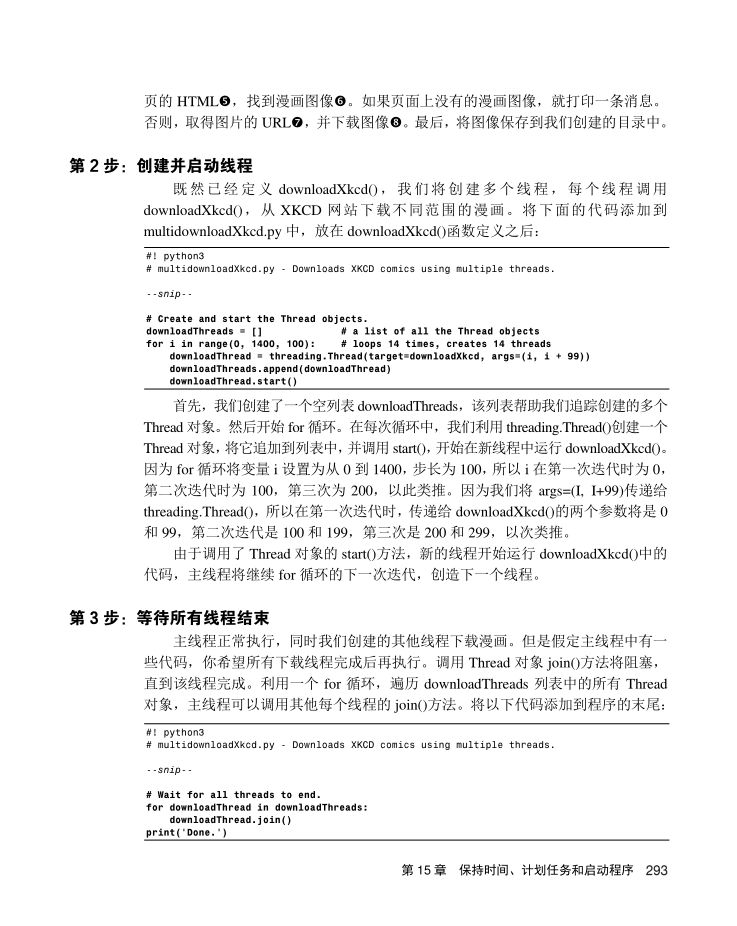 页的 HTML❺，找到漫画图像❻。如果页面上没有的漫画图像，就打印一条消息。
否则，取得图片的 URL❼，并下载图像❽。最后，将图像保存到我们创建的目录中。
第 2 步：创建并启动线程
既然已经定义 downloadXkcd()，我们将创建多个线程，每个线程调用
downloadXkcd()，从 XKCD 网站下载不同范围的漫画。将下面的代码添加到
multidownloadXkcd.py 中，放在 downloadXkcd()函数定义之后：
#! python3
# multidownloadXkcd.py - Downloads XKCD comics using multiple threads.
--snip--
# Create and start the Thread objects.
downloadThreads = []             # a list of all the Thread objects
for i in range(0, 1400, 100):    # loops 14 times, creates 14 threads
    downloadThread = threading.Thread(target=downloadXkcd, args=(i, i + 99))
    downloadThreads.append(downloadThread)
    downloadThread.start()
首先，我们创建了一个空列表 downloadThreads，该列表帮助我们追踪创建的多个
Thread 对象。然后开始 for 循环。在每次循环中，我们利用 threading.Thread()创建一个
Thread 对象，将它追加到列表中，并调用 start()，开始在新线程中运行 downloadXkcd()。
因为 for 循环将变量 i 设置为从 0 到 1400，步长为 100，所以 i 在第一次迭代时为 0，
第二次迭代时为 100，第三次为 200，以此类推。因为我们将 args=(I, I+99)传递给
threading.Thread()，所以在第一次迭代时，传递给 downloadXkcd()的两个参数将是 0
和 99，第二次迭代是 100 和 199，第三次是 200 和 299，以次类推。
由于调用了 Thread 对象的 start()方法，新的线程开始运行 downloadXkcd()中的
代码，主线程将继续 for 循环的下一次迭代，创造下一个线程。
第 3 步：等待所有线程结束
主线程正常执行，同时我们创建的其他线程下载漫画。但是假定主线程中有一
些代码，你希望所有下载线程完成后再执行。调用 Thread 对象 join()方法将阻塞，
直到该线程完成。利用一个 for 循环，遍历 downloadThreads 列表中的所有 Thread
对象，主线程可以调用其他每个线程的 join()方法。将以下代码添加到程序的末尾：
#! python3
# multidownloadXkcd.py - Downloads XKCD comics using multiple threads.
--snip--
# Wait for all threads to end.
for downloadThread in downloadThreads:
    downloadThread.join()
print('Done.')
第 15 章　保持时间、计划任务和启动程序　293